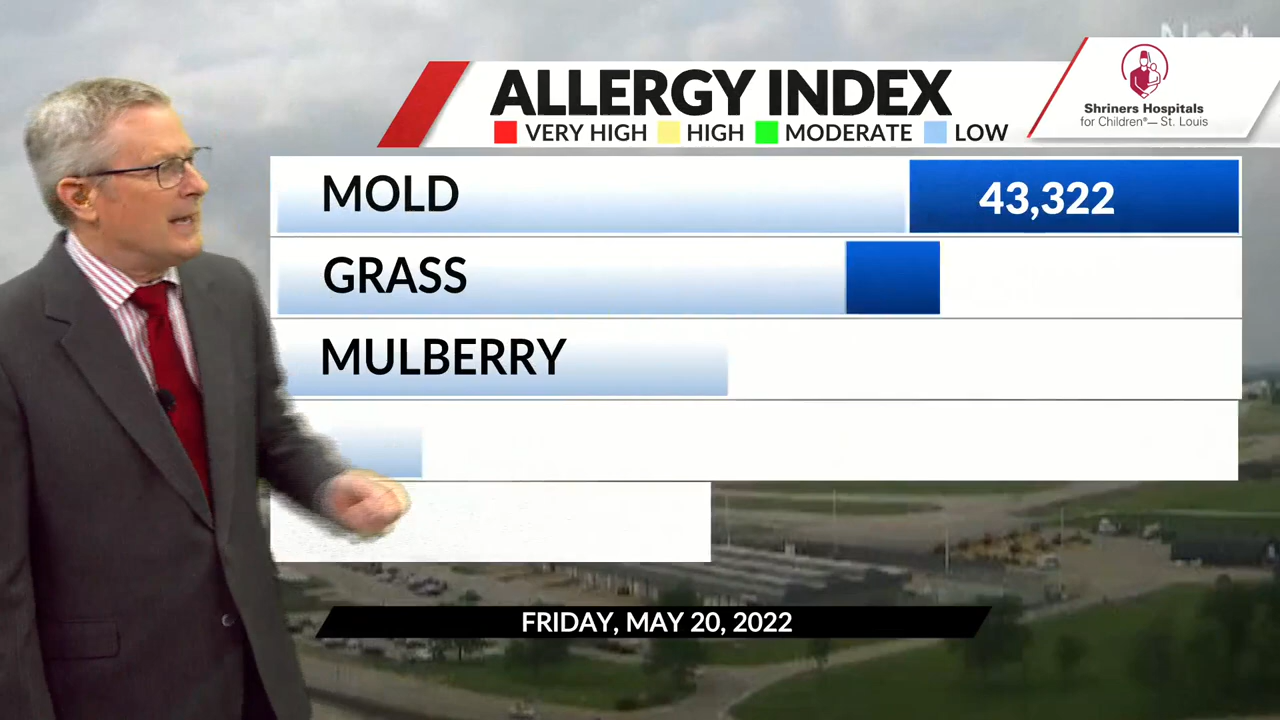 ALLERGY INDEX
VERY HIGH HIGH MODERATE LOW
Shriners Hospitals
for Children®— St. Louis
MOLD 43,322
GRASS
MULBERRY
FRIDAY, MAY 20, 2022